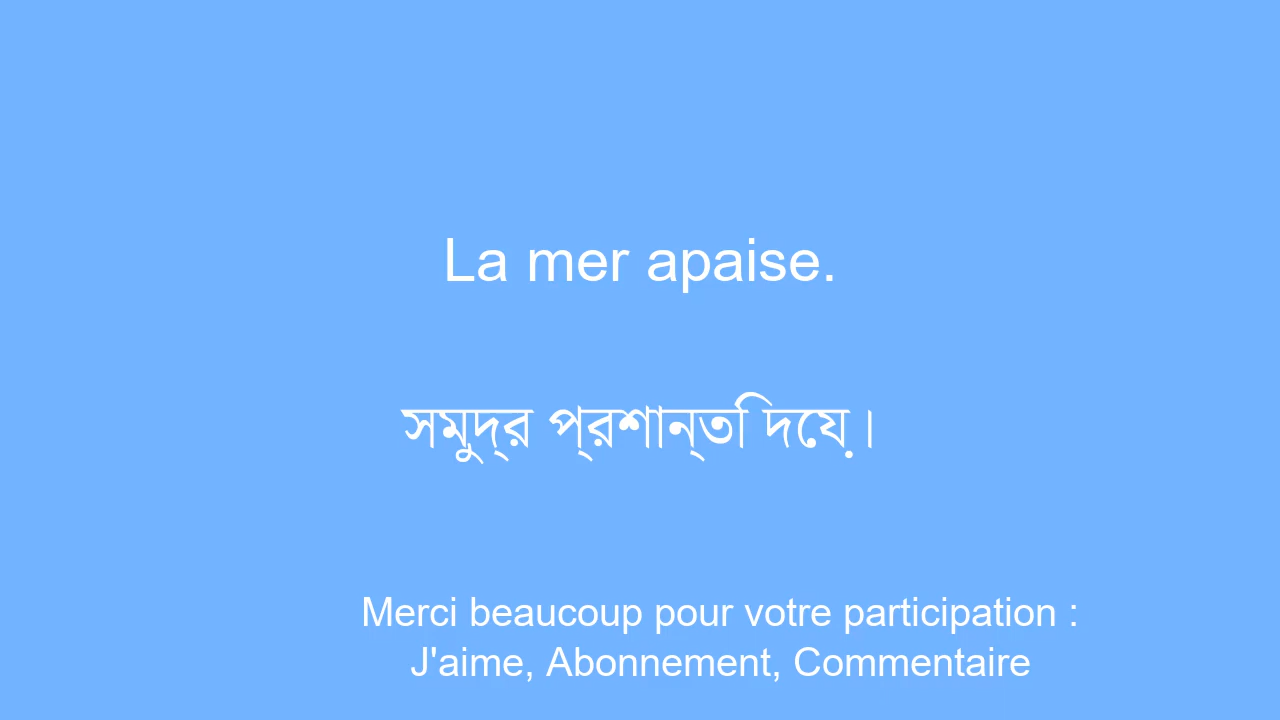 La mer apaise.
সমুদ্র প্রশান্তি দেয়।
Merci beaucoup pour votre participation :
J'aime, Abonnement, Commentaire